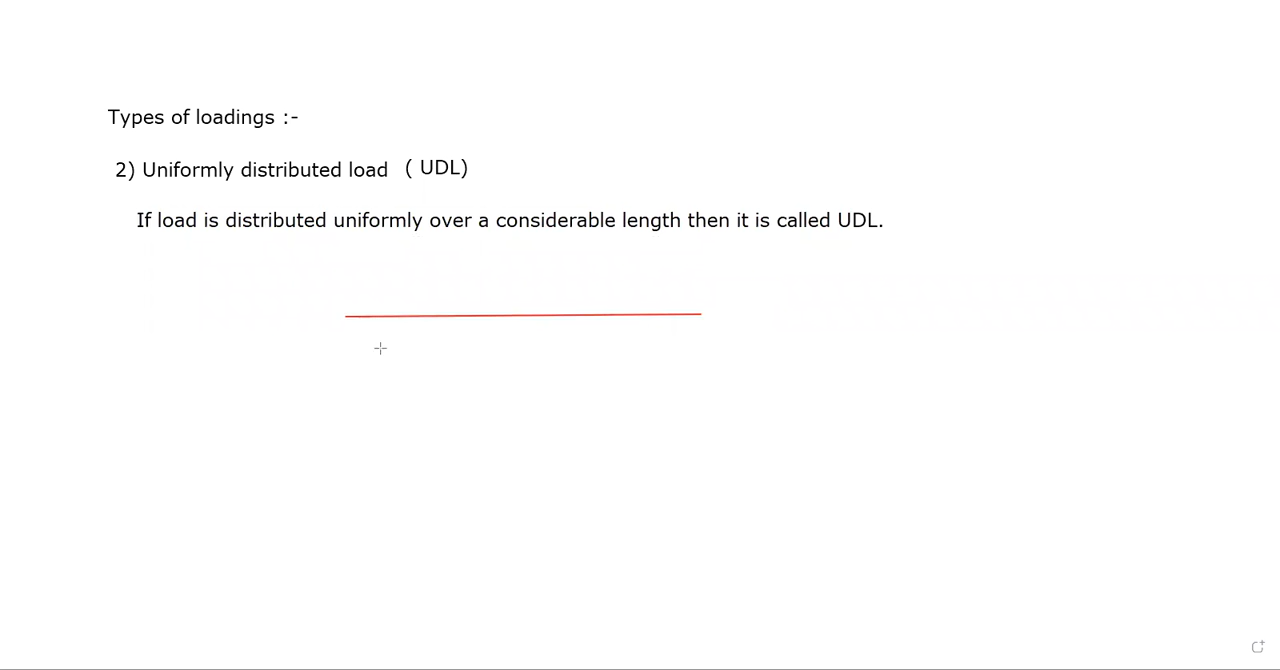 Types of loadings :-
2) Uniformly distributed load ( UDL)
If load is distributed uniformly over a considerable length then it is called UDL.